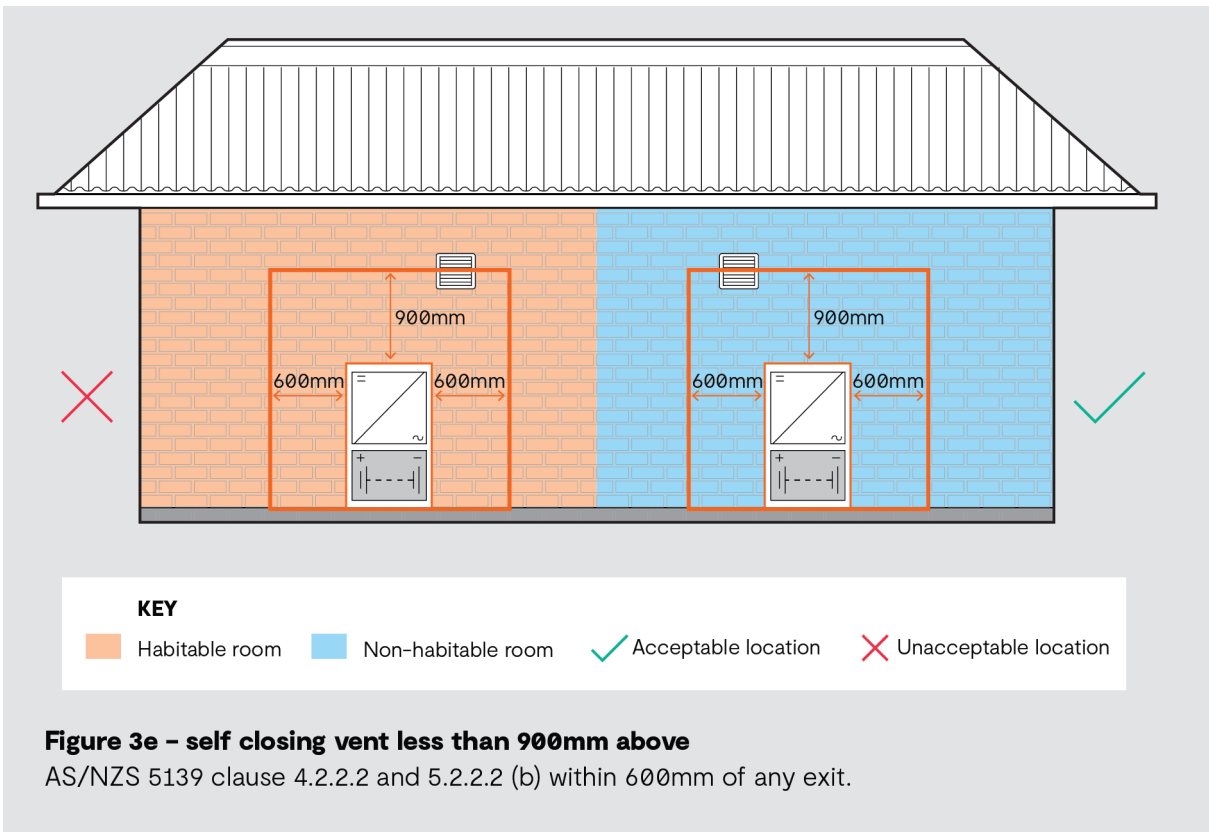 900mm
900mm
600mm
600mm
600mm
600mm
+
−
+
−
KEY
Habitable room
Non-habitable room
Acceptable location
Unacceptable location
Figure 3e – self closing vent less than 900mm above
AS/NZS 5139 clause 4.2.2.2 and 5.2.2.2 (b) within 600mm of any exit.